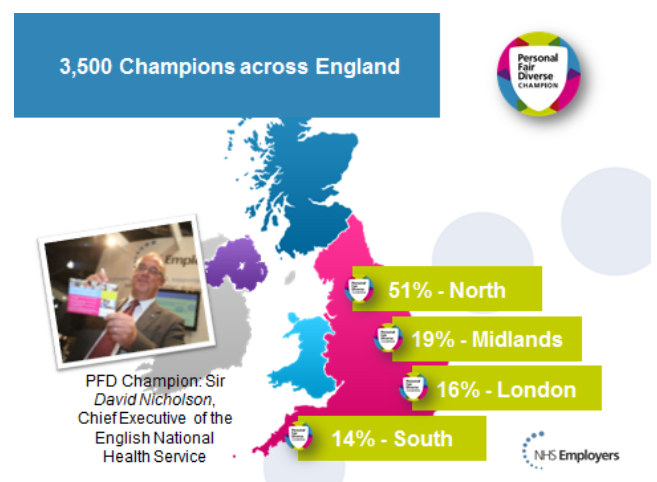 3,500 Champions across England
Personal
Fair
Diverse
CHAMPION
51% - North
19% - Midlands
16% - London
14% - South
PFD Champion: Sir
David Nicholson,
Chief Executive of the
English National
Health Service
NHS Employers